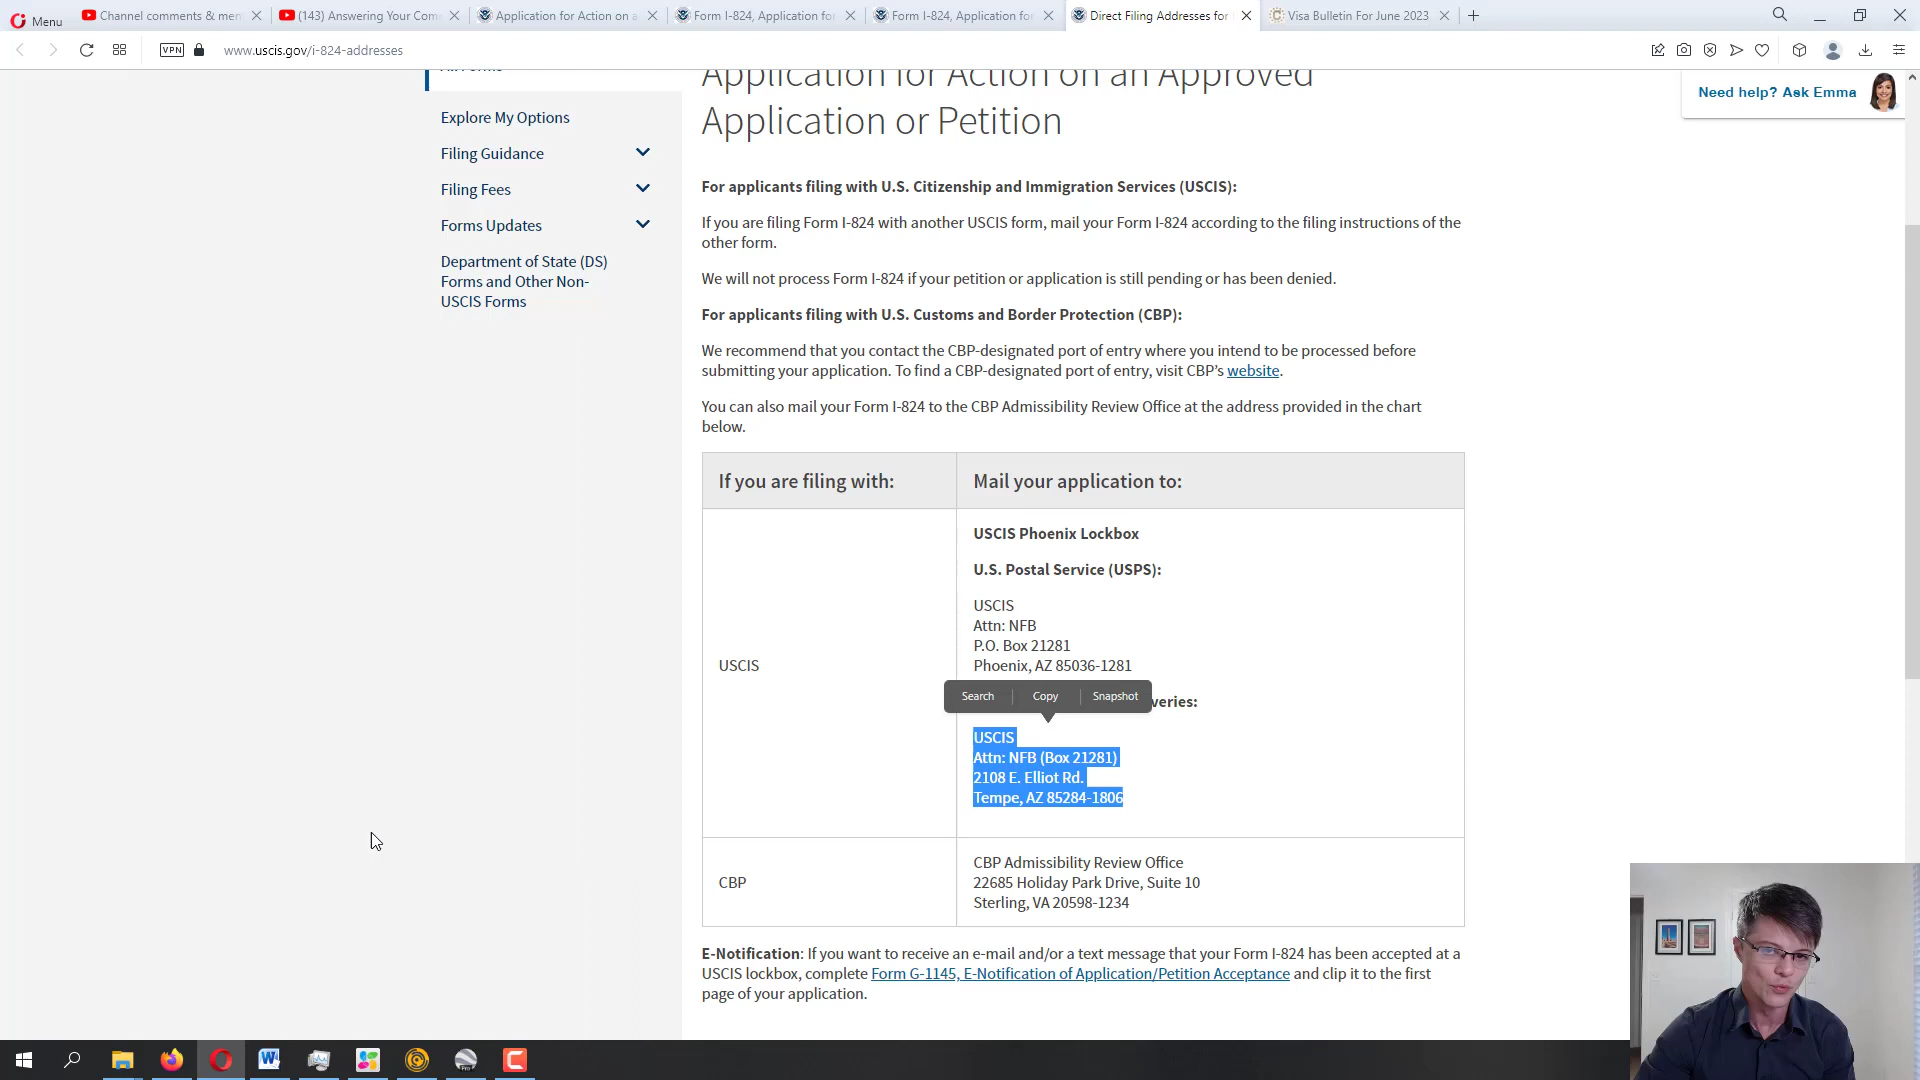 Menu
Channel comments & me
(143) Answering Your Com
Application for Action on a
Form I-824, Application fo
Form I-824, Application for
Direct Filing Addresses for
Visa Bulletin For June 2023
VPN
www.uscis.gov/i-824-addresses
Need help? Ask Emma
Explore My Options
Filing Guidance
Filing Fees
Forms Updates
Department of State (DS)
Forms and Other Non-
USCIS Forms
Application for Action on an Approved
Application or Petition
For applicants filing with U.S. Citizenship and Immigration Services (USCIS):
If you are filing Form I-824 with another USCIS form, mail your Form I-824 according to the filing instructions of the
other form.
We will not process Form I-824 if your petition or application is still pending or has been denied.
For applicants filing with U.S. Customs and Border Protection (CBP):
We recommend that you contact the CBP-designated port of entry where you intend to be processed before
submitting your application. To find a CBP-designated port of entry, visit CBP’s website.
You can also mail your Form I-824 to the CBP Admissibility Review Office at the address provided in the chart
below.
If you are filing with:
Mail your application to:
USCIS
USCIS Phoenix Lockbox
U.S. Postal Service (USPS):
USCIS
Attn: NFB
P.O. Box 21281
Phoenix, AZ 85036-1281
Search Copy Snapshot
veries:
USCIS
Attn: NFB (Box 21281)
2108 E. Elliot Rd.
Tempe, AZ 85284-1806
CBP
CBP Admissibility Review Office
22685 Holiday Park Drive, Suite 10
Sterling, VA 20598-1234
E-Notification: If you want to receive an e-mail and/or a text message that your Form I-824 has been accepted at a
USCIS lockbox, complete Form G-1145, E-Notification of Application/Petition Acceptance and clip it to the first
page of your application.